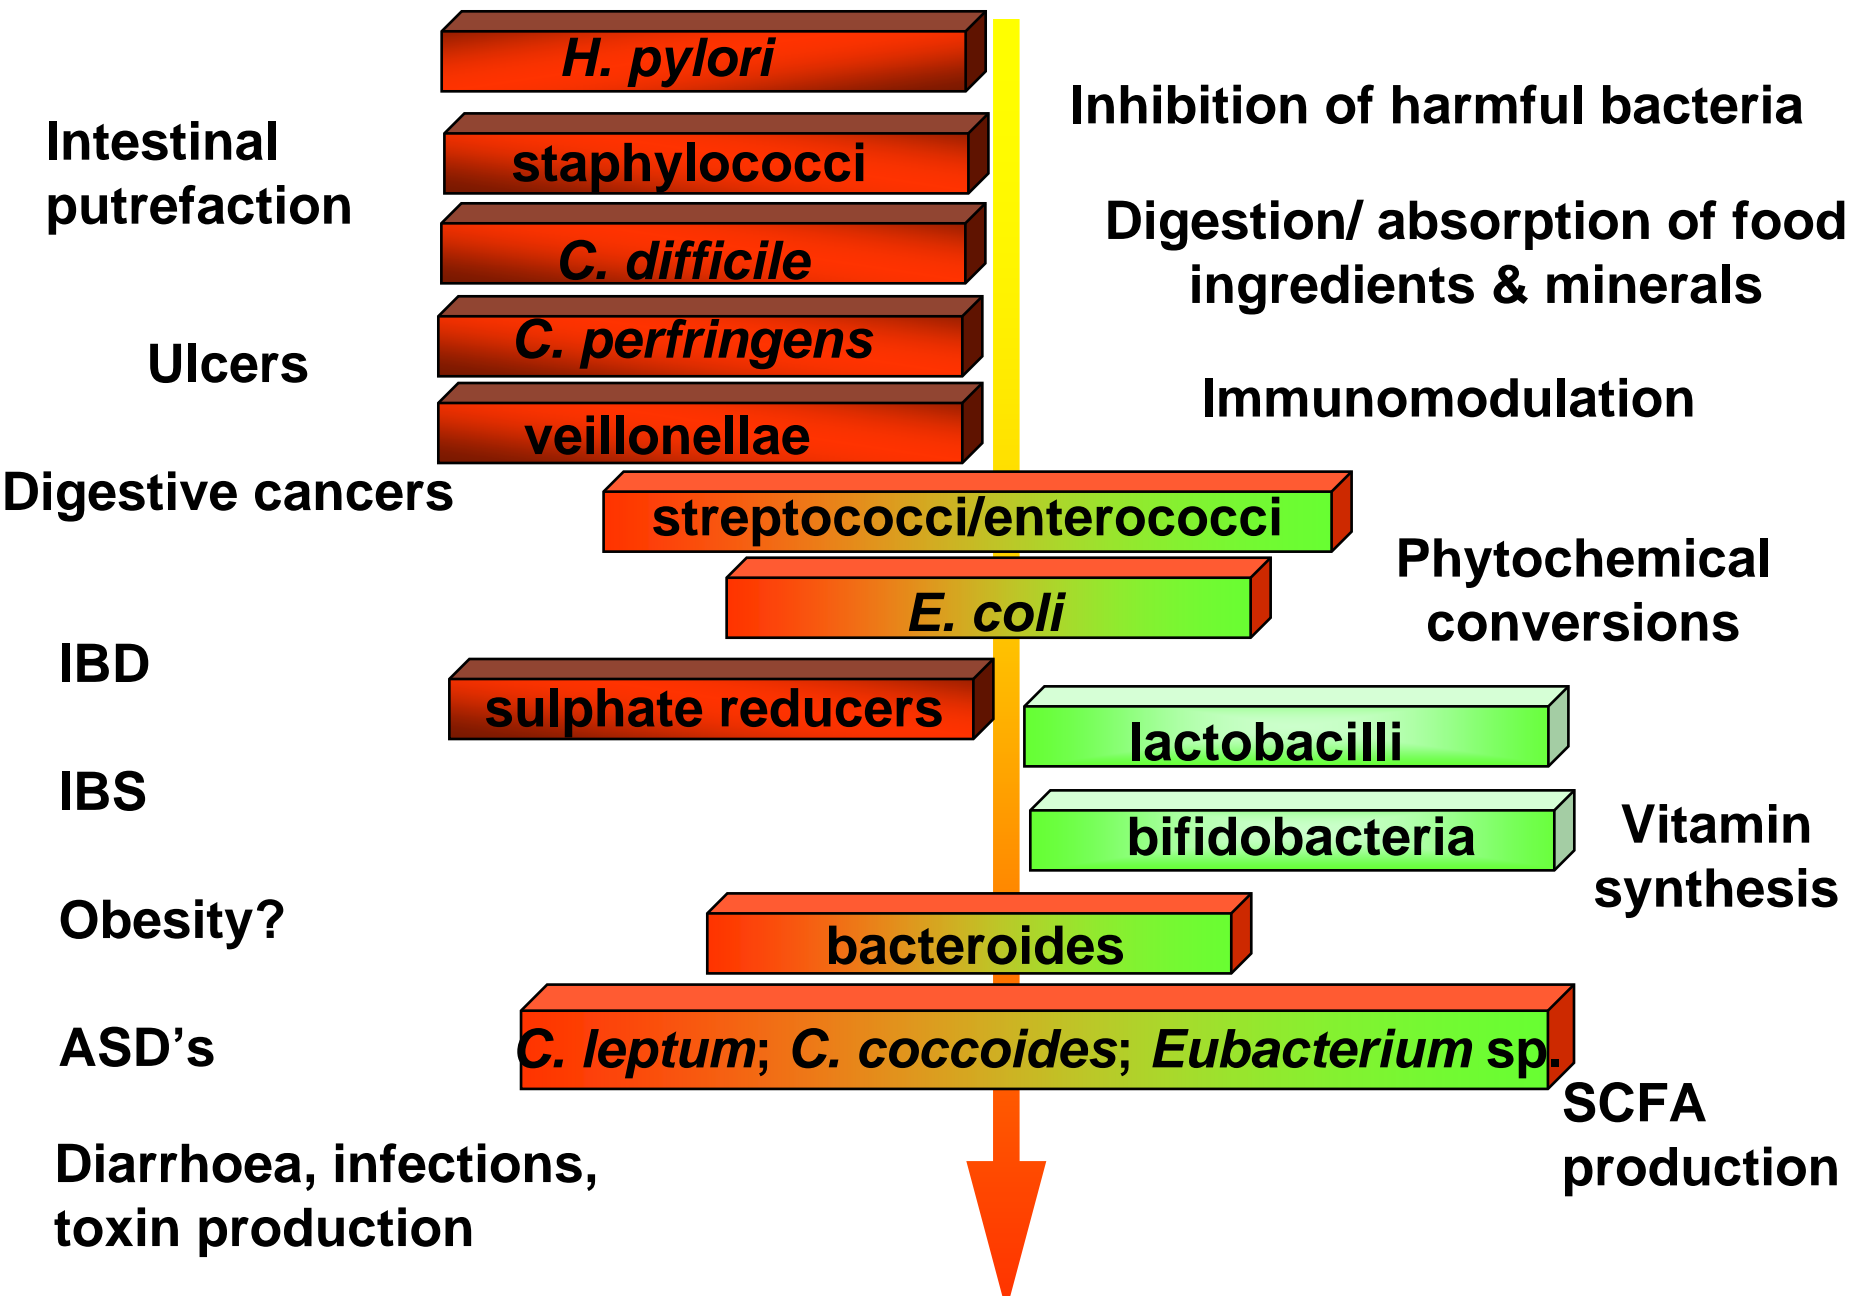 H. pylori
Inhibition of harmful bacteria
Intestinal
putrefaction
staphylococci
Digestion/ absorption of food
ingredients & minerals
C. difficile
C. perfringens
Ulcers
Immunomodulation
veillonellae
Digestive cancers
streptococci/enterococci
Phytochemical
conversions
E. coli
IBD
sulphate reducers
lactobacilli
IBS
bifidobacteria
Vitamin
synthesis
Obesity?
bacteroides
ASD’s
C. leptum; C. coccoides; Eubacterium sp.
SCFA
production
Diarrhoea, infections,
toxin production